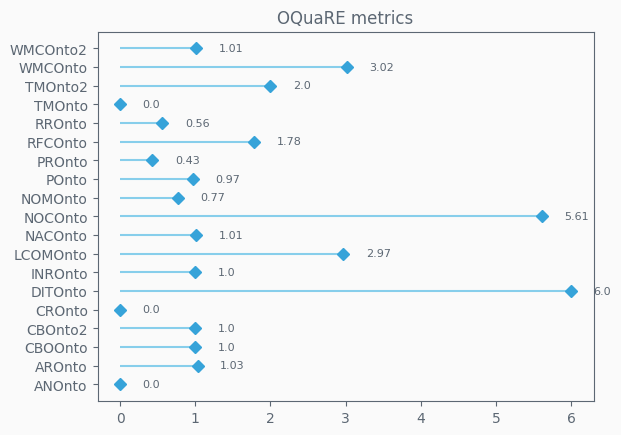 OQuaRE metrics
WMCOnto2 1.01
WMCOnto 3.02
TMOnto2 2.0
TMOnto 0.0
RROnto 0.56
RFCOnto 1.78
PROnto 0.43
POnto 0.97
NOMOnto 0.77
NOCOnto 5.61
NACOnto 1.01
LCOMOnto 2.97
INROnto 1.0
DITOnto 6.0
CROnto 0.0
CBOnto2 1.0
CBOOnto 1.0
AROnto 1.03
ANOnto 0.0
0 1 2 3 4 5 6